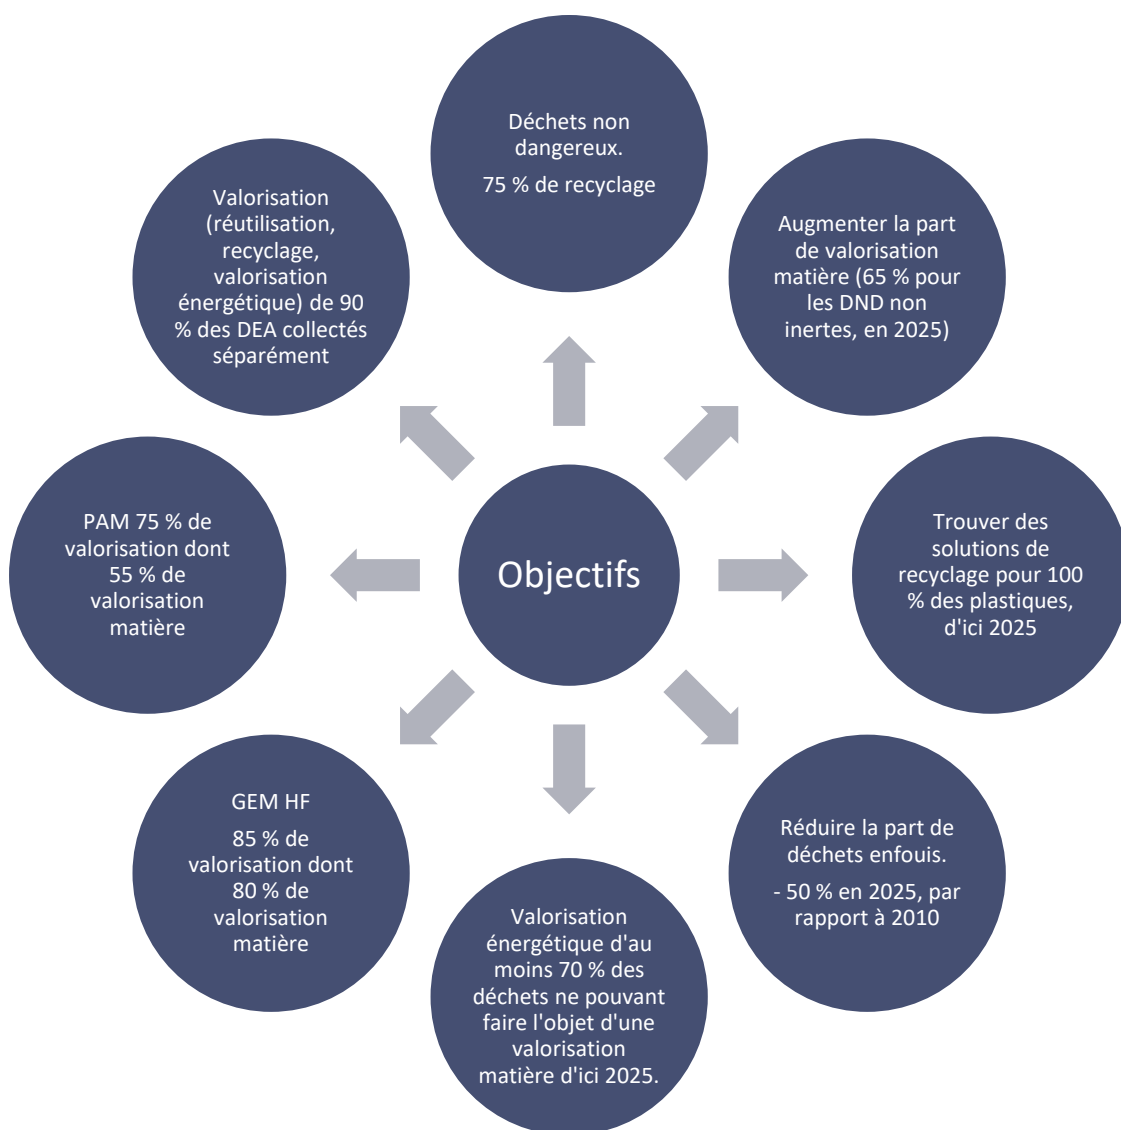 Déchets non
dangereux.
75 % de recyclage
Augmenter la part
de valorisation
matière (65 % pour
les DND non
inertes, en 2025)
Trouver des
solutions de
recyclage pour 100
% des plastiques,
d'ici 2025
Réduire la part de
déchets enfouis.
- 50 % en 2025, par
rapport à 2010
Valorisation
énergétique d'au
moins 70 % des
déchets ne pouvant
faire l'objet d'une
valorisation
matière d'ici 2025.
GEM HF
85 % de
valorisation dont
80 % de
valorisation
matière
PAM 75 % de
valorisation dont
55 % de
valorisation
matière
Valorisation
(réutilisation,
recyclage,
valorisation
énergétique) de 90
% des DEA collectés
séparément
Objectifs